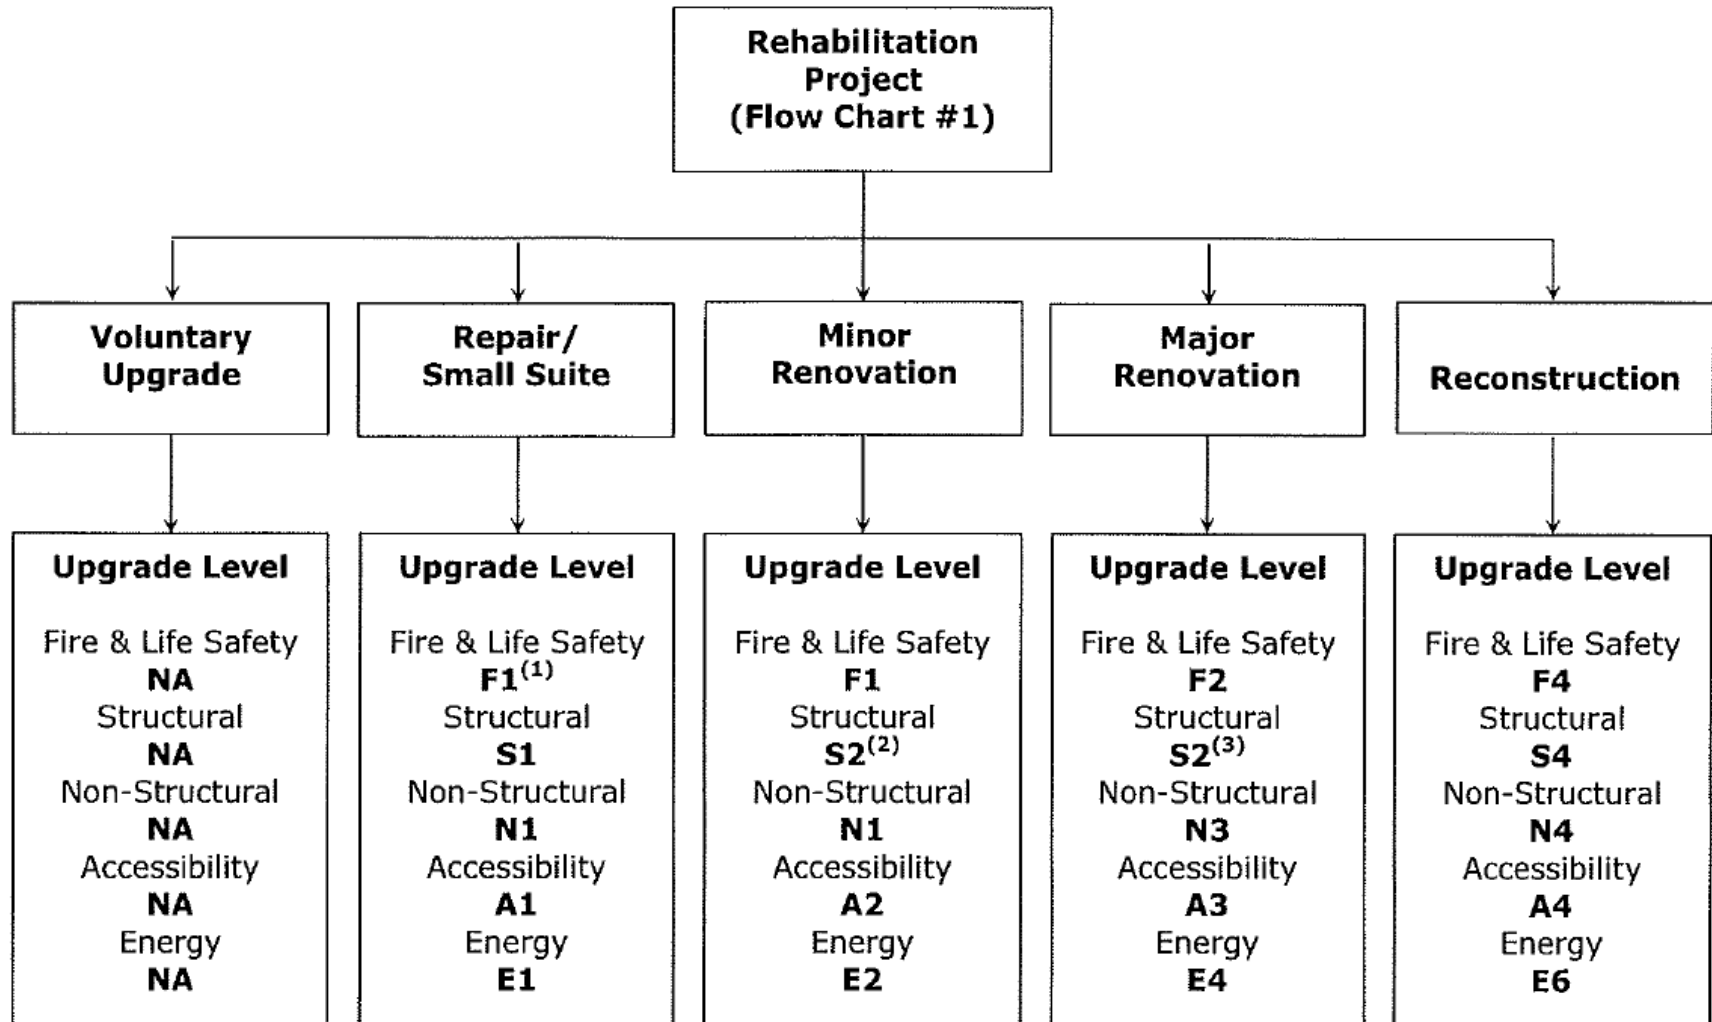 Rehabilitation
Project
(Flow Chart #1)
Voluntary
Upgrade
Repair/
Small Suite
Minor
Renovation
Major
Renovation
Reconstruction
Upgrade Level
Fire & Life Safety
NA
Structural
NA
Non-Structural
NA
Accessibility
NA
Energy
NA
Upgrade Level
Fire & Life Safety
F1(1)
Structural
S1
Non-Structural
N1
Accessibility
A1
Energy
E1
Upgrade Level
Fire & Life Safety
F1
Structural
S2(2)
Non-Structural
N1
Accessibility
A2
Energy
E2
Upgrade Level
Fire & Life Safety
F2
Structural
S2(3)
Non-Structural
N3
Accessibility
A3
Energy
E4
Upgrade Level
Fire & Life Safety
F4
Structural
S4
Non-Structural
N4
Accessibility
A4
Energy
E6